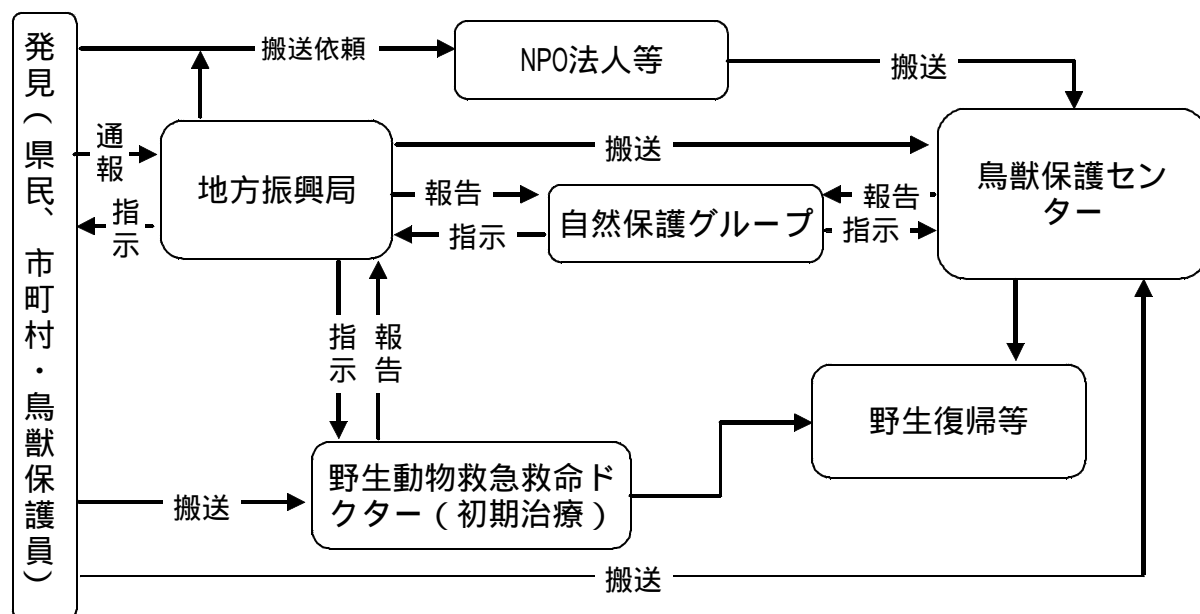 発見(県民、市町村・鳥獣保護員)
搬送依頼
NPO法人等
搬送
通報
指示
地方振興局
搬送
報告
指示
自然保護グループ
報告
指示
鳥獣保護セン
ター
指示
報告
野生復帰等
搬送
野生動物救急救命ド
クター(初期治療)
搬送